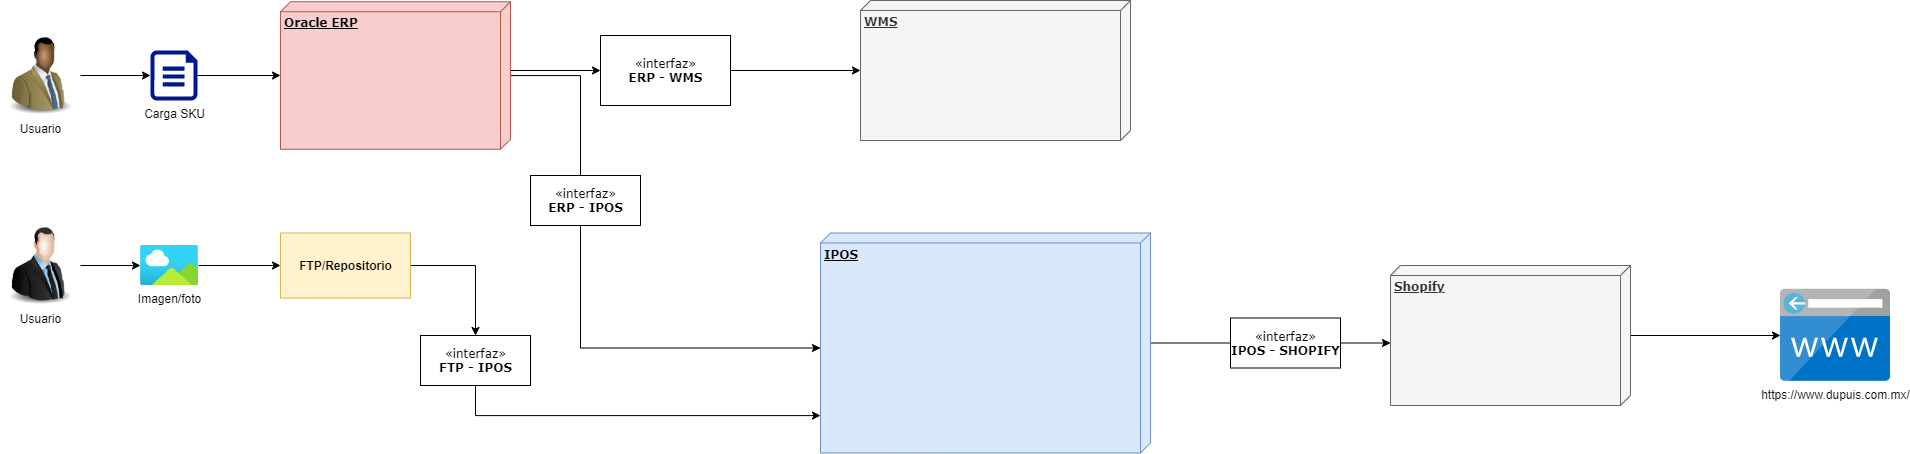 Oracle ERP
WMS
«interfaz»
ERP - WMS
Carga SKU
Usuario
«interfaz»
ERP - IPOS
IPOS
FTP/Repositorio
Imagen/foto
Usuario
«interfaz»
FTP - IPOS
«interfaz»
IPOS - SHOPIFY
Shopify
WWW
https://www.dupuis.com.mx/